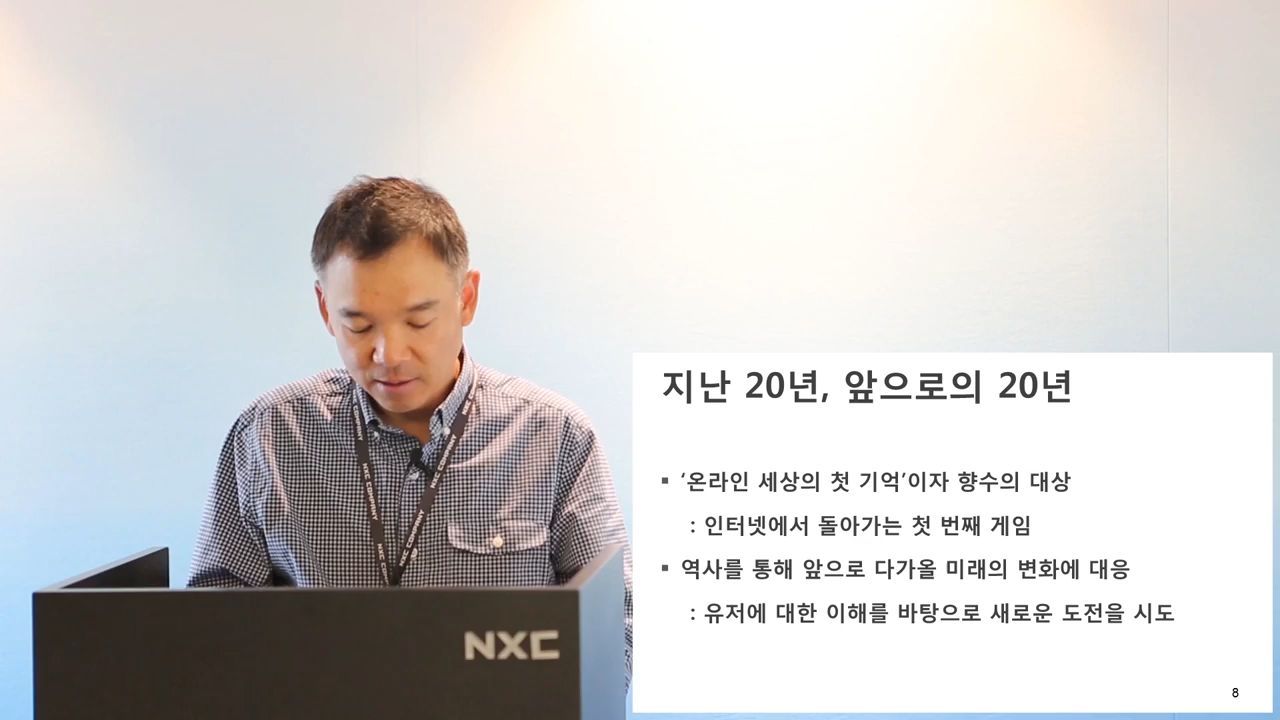 지난 20년, 앞으로의 20년
▪ ‘온라인 세상의 첫 기억’이자 향수의 대상
: 인터넷에서 돌아가는 첫 번째 게임
▪ 역사를 통해 앞으로 다가올 미래의 변화에 대응
: 유저에 대한 이해를 바탕으로 새로운 도전을 시도
8
NXC COMPANY
NXC COMPANY
NXC